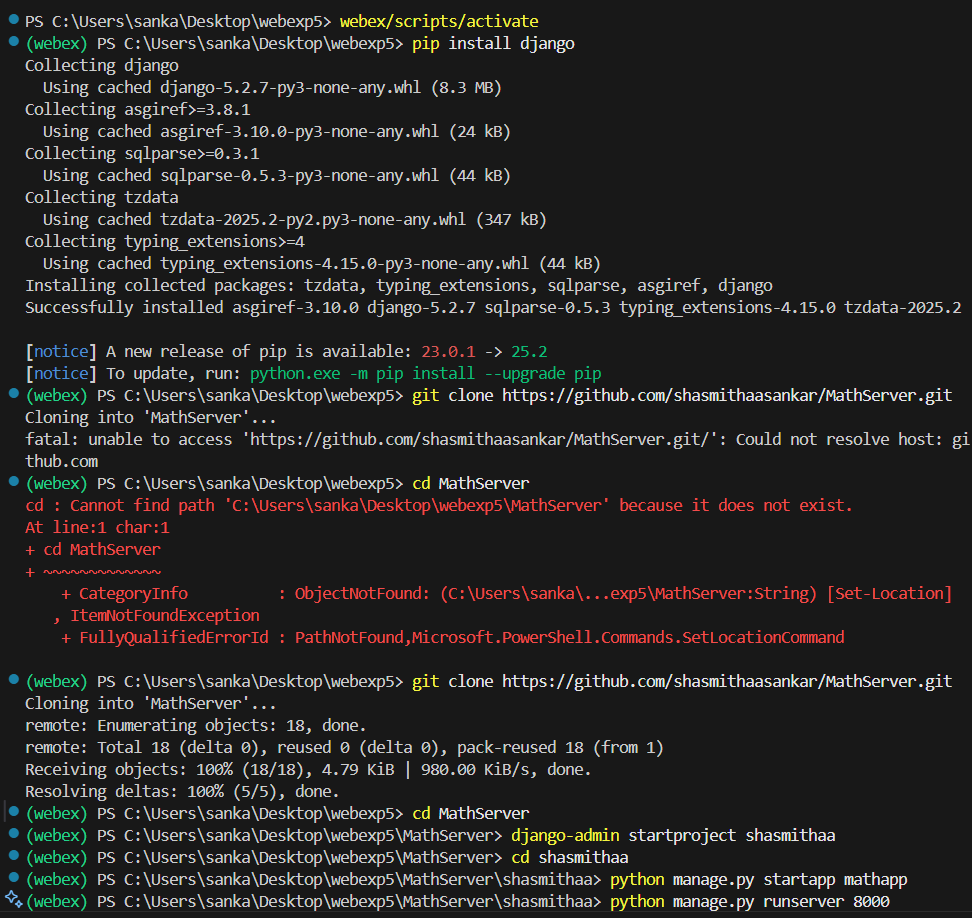 PS C:\Users\sanka\Desktop\webexp5> webex/scripts/activate
(webex) PS C:\Users\sanka\Desktop\webexp5> pip install django
Collecting django
  Using cached django-5.2.7-py3-none-any.whl (8.3 MB)
Collecting asgiref>=3.8.1
  Using cached asgiref-3.10.0-py3-none-any.whl (24 kB)
Collecting sqlparse>=0.3.1
  Using cached sqlparse-0.5.3-py3-none-any.whl (44 kB)
Collecting tzdata
  Using cached tzdata-2025.2-py2.py3-none-any.whl (347 kB)
Collecting typing_extensions>=4
  Using cached typing_extensions-4.15.0-py3-none-any.whl (44 kB)
Installing collected packages: tzdata, typing_extensions, sqlparse, asgiref, django
Successfully installed asgiref-3.10.0 django-5.2.7 sqlparse-0.5.3 typing_extensions-4.15.0 tzdata-2025.2
[notice] A new release of pip is available: 23.0.1 -> 25.2
[notice] To update, run: python.exe -m pip install --upgrade pip
(webex) PS C:\Users\sanka\Desktop\webexp5> git clone https://github.com/shasmithaasankar/MathServer.git
Cloning into 'MathServer'...
fatal: unable to access 'https://github.com/shasmithaasankar/MathServer.git/': Could not resolve host: gi
thub.com
(webex) PS C:\Users\sanka\Desktop\webexp5> cd MathServer
cd : Cannot find path 'C:\Users\sanka\Desktop\webexp5\MathServer' because it does not exist.
At line:1 char:1
+ cd MathServer
+ ~~~~~~~~~~~~~
    + CategoryInfo          : ObjectNotFound: (C:\Users\sanka\...exp5\MathServer:String) [Set-Location]
   , ItemNotFoundException
    + FullyQualifiedErrorId : PathNotFound,Microsoft.PowerShell.Commands.SetLocationCommand
(webex) PS C:\Users\sanka\Desktop\webexp5> git clone https://github.com/shasmithaasankar/MathServer.git
Cloning into 'MathServer'...
remote: Enumerating objects: 18, done.
remote: Total 18 (delta 0), reused 0 (delta 0), pack-reused 18 (from 1)
Receiving objects: 100% (18/18), 4.79 KiB | 980.00 KiB/s, done.
Resolving deltas: 100% (5/5), done.
(webex) PS C:\Users\sanka\Desktop\webexp5> cd MathServer
(webex) PS C:\Users\sanka\Desktop\webexp5\MathServer> django-admin startproject shasmithaa
(webex) PS C:\Users\sanka\Desktop\webexp5\MathServer> cd shasmithaa
(webex) PS C:\Users\sanka\Desktop\webexp5\MathServer\shasmithaa> python manage.py startapp mathapp
(webex) PS C:\Users\sanka\Desktop\webexp5\MathServer\shasmithaa> python manage.py runserver 8000